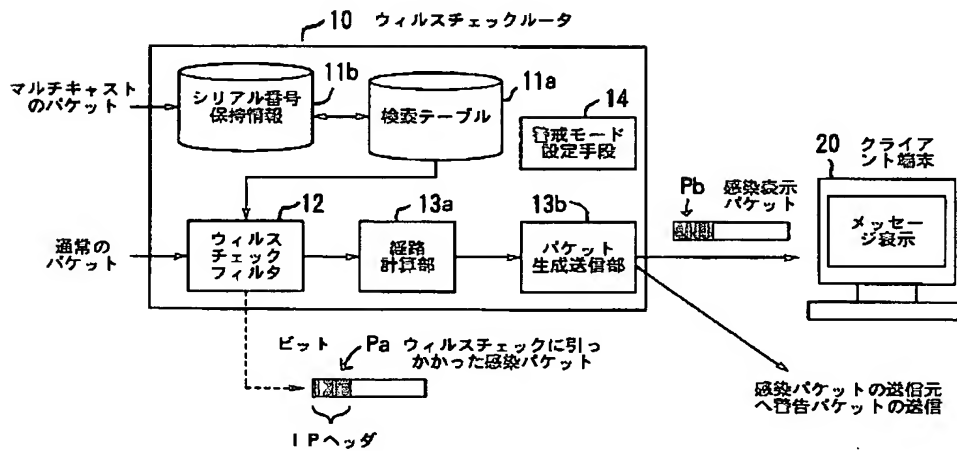 10 ウィルスチェックルータ
マルチキャスト
のパケット
11b
シリアル番号
保持情報
11a
検索テーブル
14
警戒モード
設定手段
20 クライア
ント端末
メッセー
ジ表示
Pb 感染表示
パケット
通常の
パケット
12
ウィルス
チェック
フィルタ
13a
経路
計算部
13b
パケット
生成送信部
ビット Pa ウィルスチェックに引っ
かかった感染パケット
IPヘッダ
感染パケットの送信元
へ警告パケットの送信